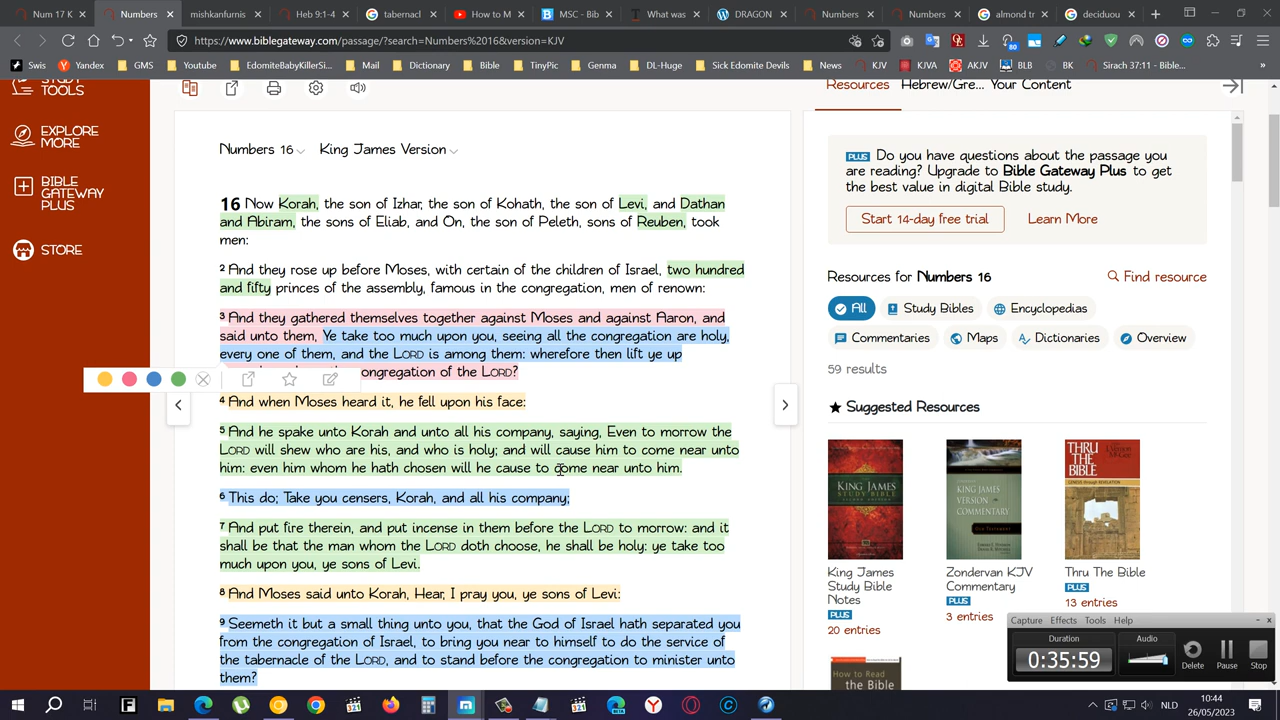 Num 17 K
Numbers
mishkanfurnis
Heb 9:1-4
tabernacl
How to M
MSC - Bib
What was
DRAGON
Numbers
Numbers
almond tr
deciduou
https://www.biblegateway.com/passage/?search=Numbers%2016&version=KJV
80
Swis
Yandex
GMS
Youtube
EdomiteBabyKillerSi...
Mail
Dictionary
Bible
TinyPic
Genma
DL-Huge
Sick Edomite Devils
News
KJV
KJVA
AKJV
BLB
BK
Sirach 37:11 - Bible...
STUDY
TOOLS
EXPLORE
MORE
BIBLE
GATEWAY
PLUS
STORE
Numbers 16
King James Version
16 Now Korah, the son of Izhar, the son of Kohath, the son of Levi, and Dathan
and Abiram, the sons of Eliab, and On, the son of Peleth, sons of Reuben, took
men:
2 And they rose up before Moses, with certain of the children of Israel, two hundred
and fifty princes of the assembly, famous in the congregation, men of renown:
3 And they gathered themselves together against Moses and against Aaron, and
said unto them, Ye take too much upon you, seeing all the congregation are holy,
every one of them, and the LORD is among them: wherefore then lift ye up
congregation of the LORD?
4 And when Moses heard it, he fell upon his face:
5 And he spake unto Korah and unto all his company, saying, Even to morrow the
LORD will shew who are his, and who is holy; and will cause him to come near unto
him: even him whom he hath chosen will he cause to come near unto him.
6 This do; Take you censers, Korah, and all his company;
7 And put fire therein, and put incense in them before the LORD to morrow: and it
shall be that the man whom the LORD doth choose, he shall be holy: ye take too
much upon you, ye sons of Levi.
8 And Moses said unto Korah, Hear, I pray you, ye sons of Levi:
9 Seemeth it but a small thing unto you, that the God of Israel hath separated you
from the congregation of Israel, to bring you near to himself to do the service of
the tabernacle of the LORD, and to stand before the congregation to minister unto
them?
Resources
Hebrew/Gre...
Your Content
PLUS Do you have questions about the passage you
are reading? Upgrade to Bible Gateway Plus to get
the best value in digital Bible study.
Start 14-day free trial
Learn More
Resources for Numbers 16
Find resource
All
Study Bibles
Encyclopedias
Commentaries
Maps
Dictionaries
Overview
59 results
Suggested Resources
KING JAMES
STUDY BIBLE
KING JAMES
VERSION
COMMENTARY
THRU THE
BIBLE
King James
Study Bible
Notes
PLUS
20 entries
Zondervan KJV
Commentary
PLUS
3 entries
Thru The Bible
PLUS
13 entries
How to Read
the Bible
Capture Effects Tools Help
Duration
0:35:59
Audio
Delete
Pause
Stop
NLD
10:44
26/05/2023